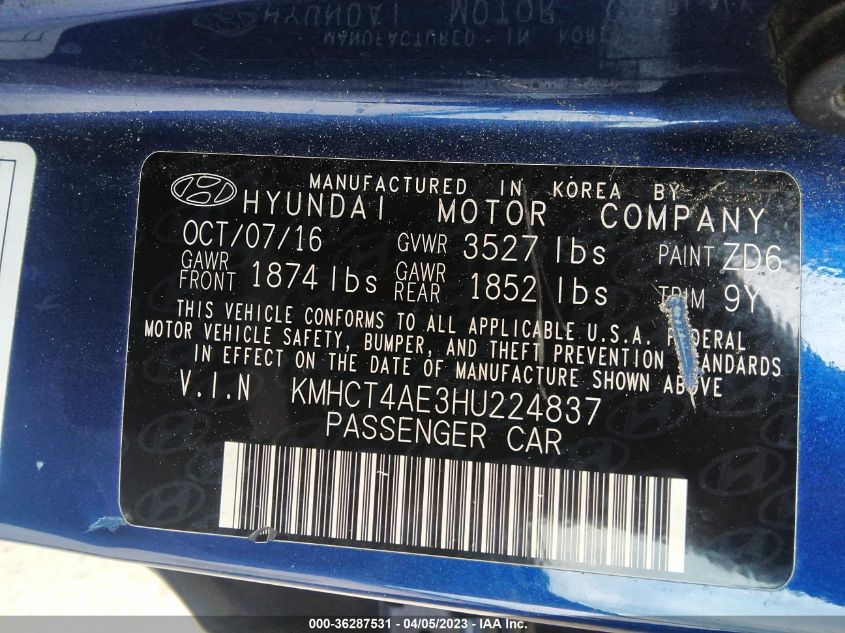 MANUFACTURED IN KOREA BY
HYUNDAI MOTOR COMPANY
OCT/07/16 GVWR 3527 lbs PAINT ZD6
GAWR FRONT 1874 lbs GAWR REAR 1852 lbs TRIM 9Y
THIS VEHICLE CONFORMS TO ALL APPLICABLE U.S.A. FEDERAL
MOTOR VEHICLE SAFETY, BUMPER, AND THEFT PREVENTION STANDARDS
IN EFFECT ON THE DATE OF MANUFACTURE SHOWN ABOVE
V.I.N KMHCT4AE3HU224837
PASSENGER CAR
000-36287531 - 04/05/2023 - IAA Inc.